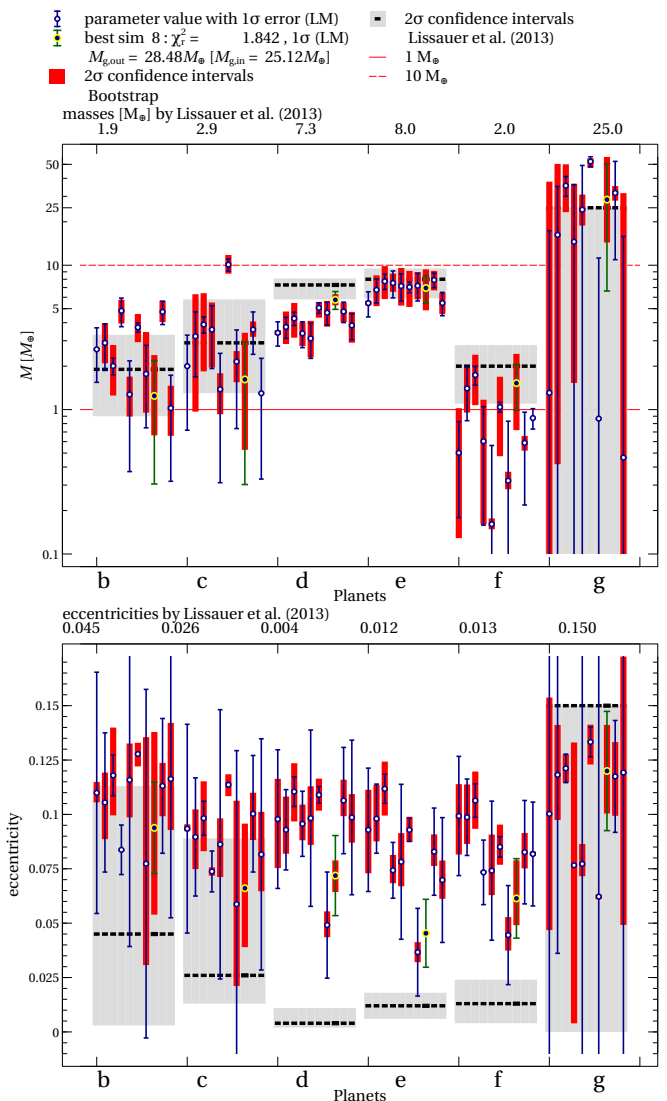 parameter value with 1σ error (LM)
best sim 8 : χ²ᵣ = 1.842 , 1σ (LM)
M_g,out = 28.48M⊕ [M_g,in = 25.12M⊕]
2σ confidence intervals
Bootstrap
2σ confidence intervals
Lissauer et al. (2013)
1 M⊕
10 M⊕
masses [M⊕] by Lissauer et al. (2013)
1.9 2.9 7.3 8.0 2.0 25.0
50
25
10
5
2
1
0.1
M [M⊕]
b c d e f g
Planets
eccentricities by Lissauer et al. (2013)
0.045 0.026 0.004 0.012 0.013 0.150
0.15
0.125
0.1
0.075
0.05
0.025
0
eccentricity
b c d e f g
Planets